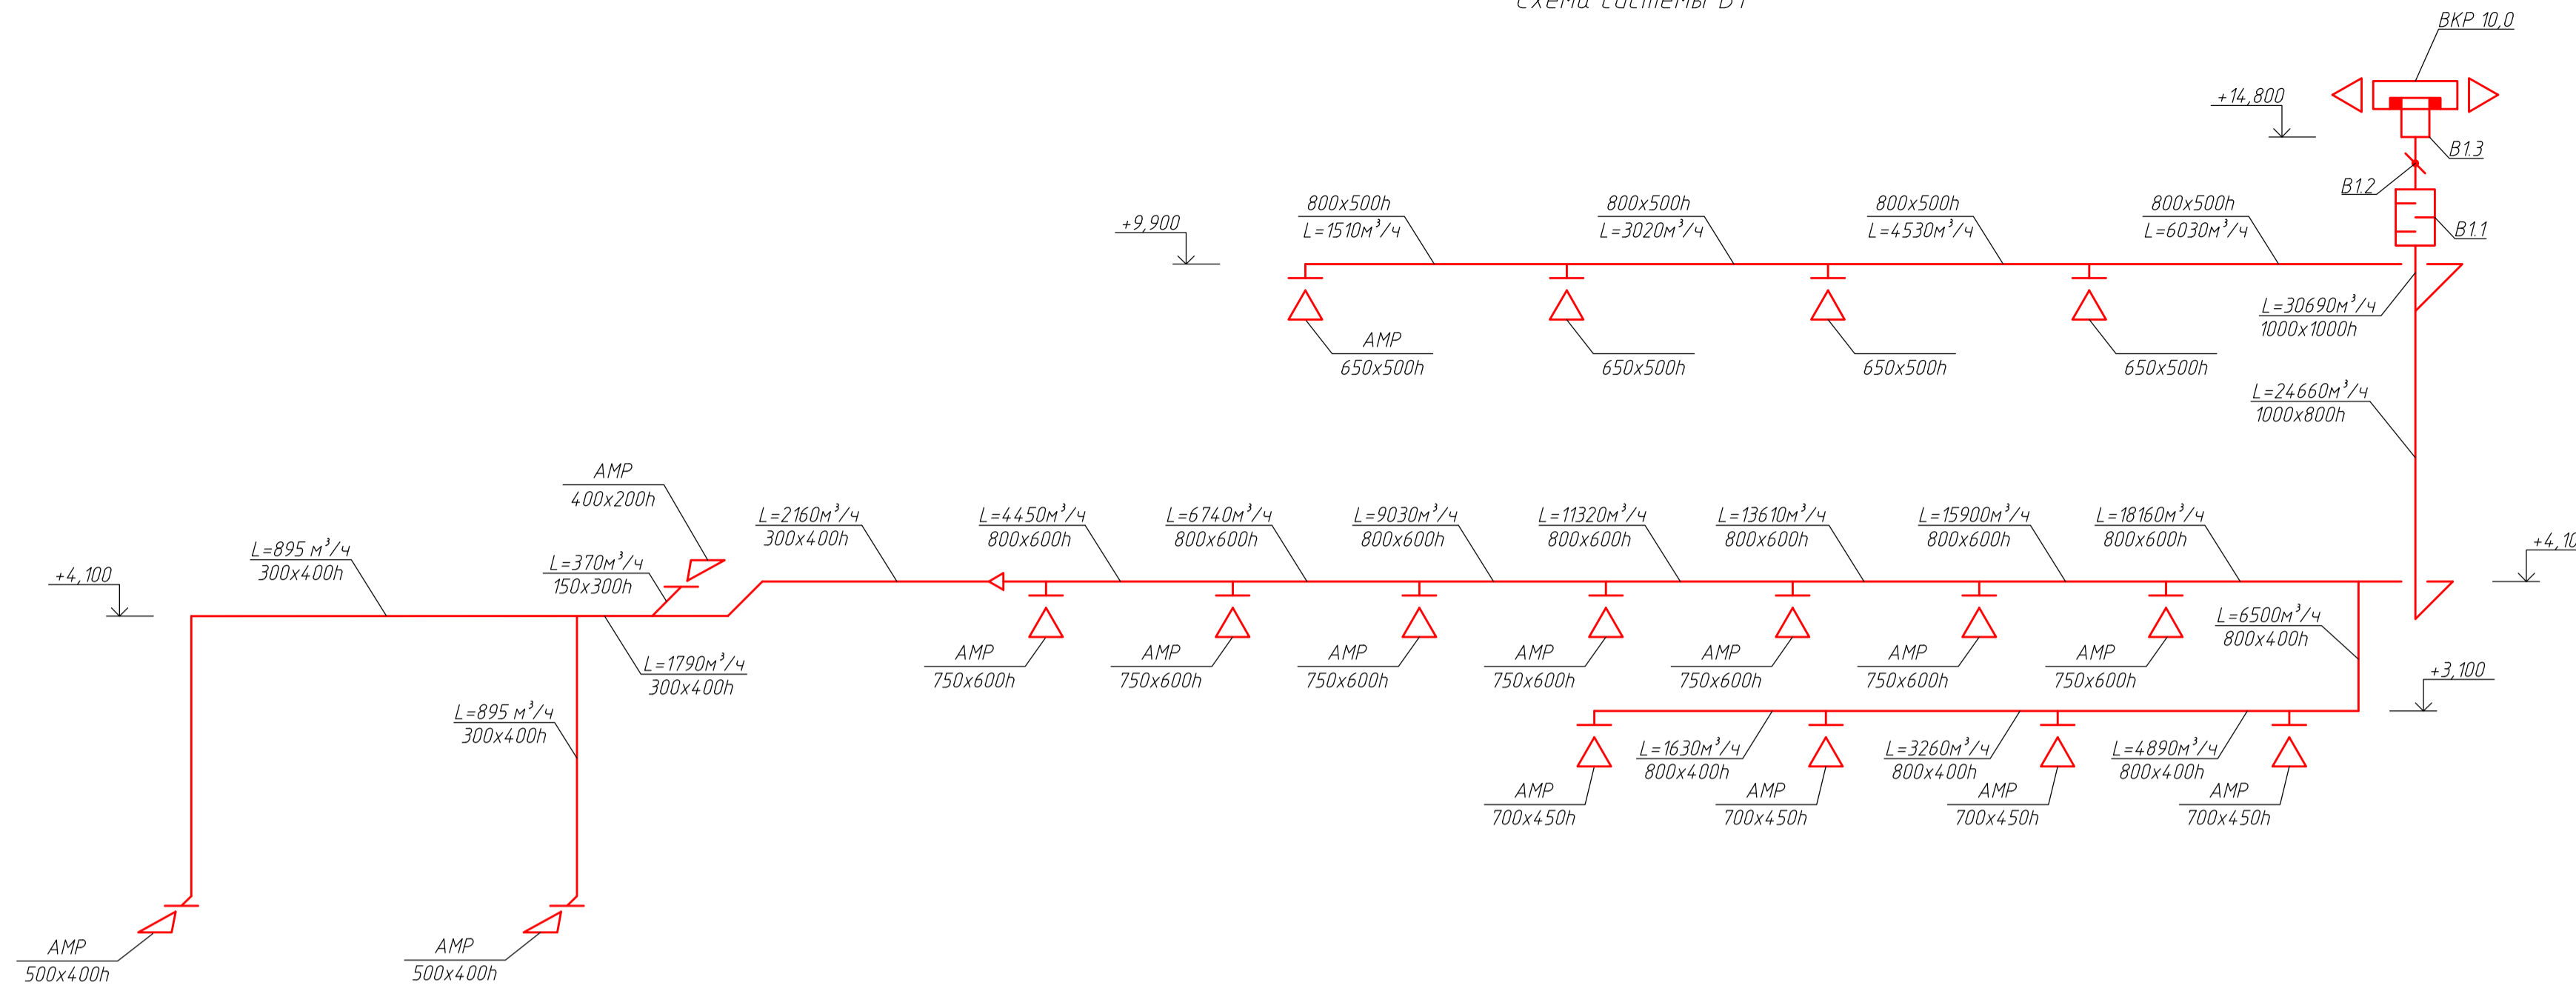 Схема системы В1
ВКР 10,0
+14,800
В1.3
В1.2
В1.1
+9,900
800х500h
L=1510м³/ч
800х500h
L=3020м³/ч
800х500h
L=4530м³/ч
800х500h
L=6030м³/ч
L=30690м³/ч
1000х1000h
АМР
650х500h
650х500h
650х500h
650х500h
L=24660м³/ч
1000х800h
АМР
400х200h
L=2160м³/ч
300х400h
L=4450м³/ч
800х600h
L=6740м³/ч
800х600h
L=9030м³/ч
800х600h
L=11320м³/ч
800х600h
L=13610м³/ч
800х600h
L=15900м³/ч
800х600h
L=18160м³/ч
800х600h
+4,10
L=895 м³/ч
300х400h
L=370м³/ч
150х300h
+4,100
L=6500м³/ч
800х400h
L=1790м³/ч
300х400h
АМР
750х600h
АМР
750х600h
АМР
750х600h
АМР
750х600h
АМР
750х600h
АМР
750х600h
АМР
750х600h
+3,100
L=895 м³/ч
300х400h
L=1630м³/ч
800х400h
L=3260м³/ч
800х400h
L=4890м³/ч
800х400h
АМР
700х450h
АМР
700х450h
АМР
700х450h
АМР
700х450h
АМР
500х400h
АМР
500х400h